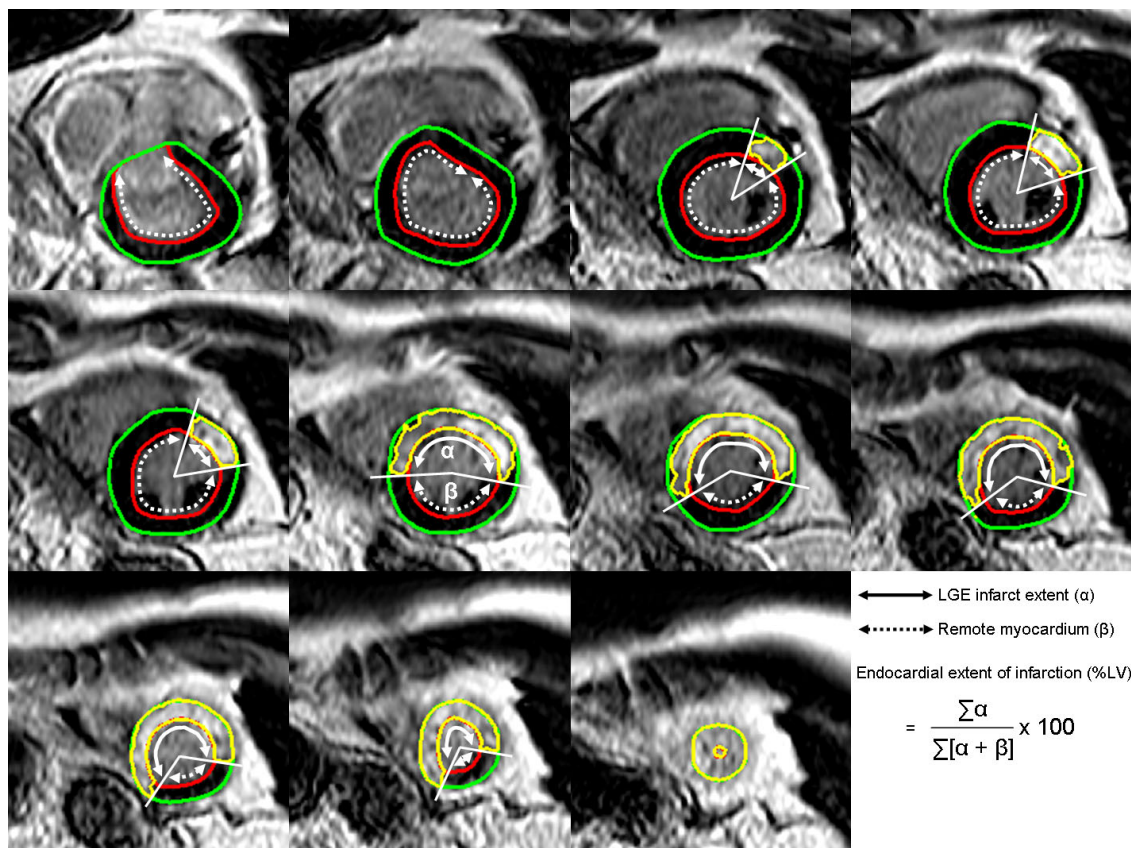 α
β
LGE infarct extent (α)
Remote myocardium (β)
Endocardial extent of infarction (%LV)
= ∑α / ∑[α + β] x 100